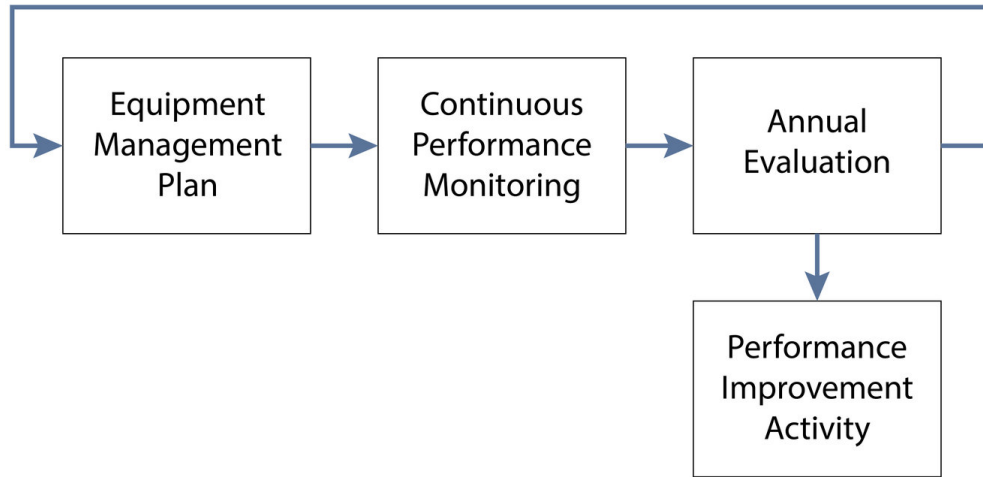 Equipment
Management
Plan
Continuous
Performance
Monitoring
Annual
Evaluation
Performance
Improvement
Activity